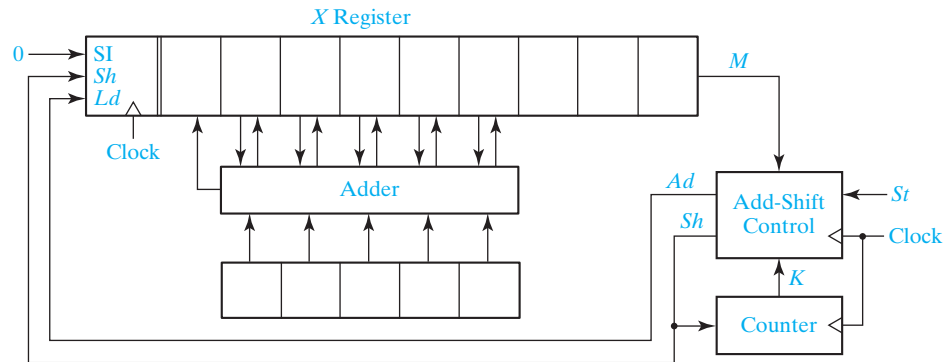 X Register
0
SI
Sh
Ld
M
Clock
Adder
Ad
Sh
Add-Shift
Control
St
Clock
K
Counter